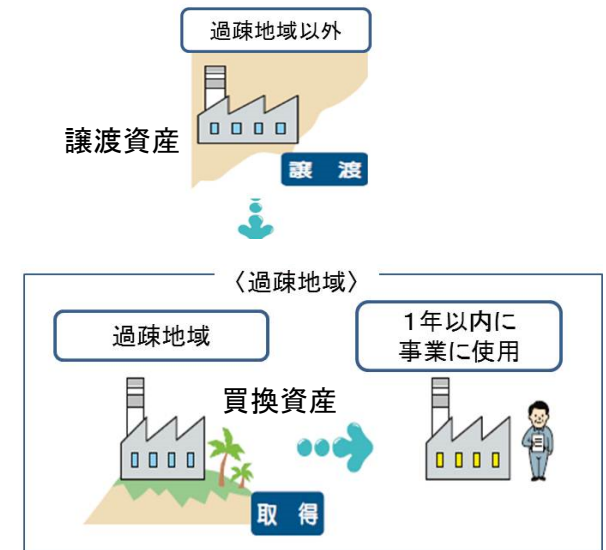 過疎地域以外
譲渡資産
譲 渡
〈過疎地域〉
過疎地域
1年以内に
事業に使用
買換資産
取 得